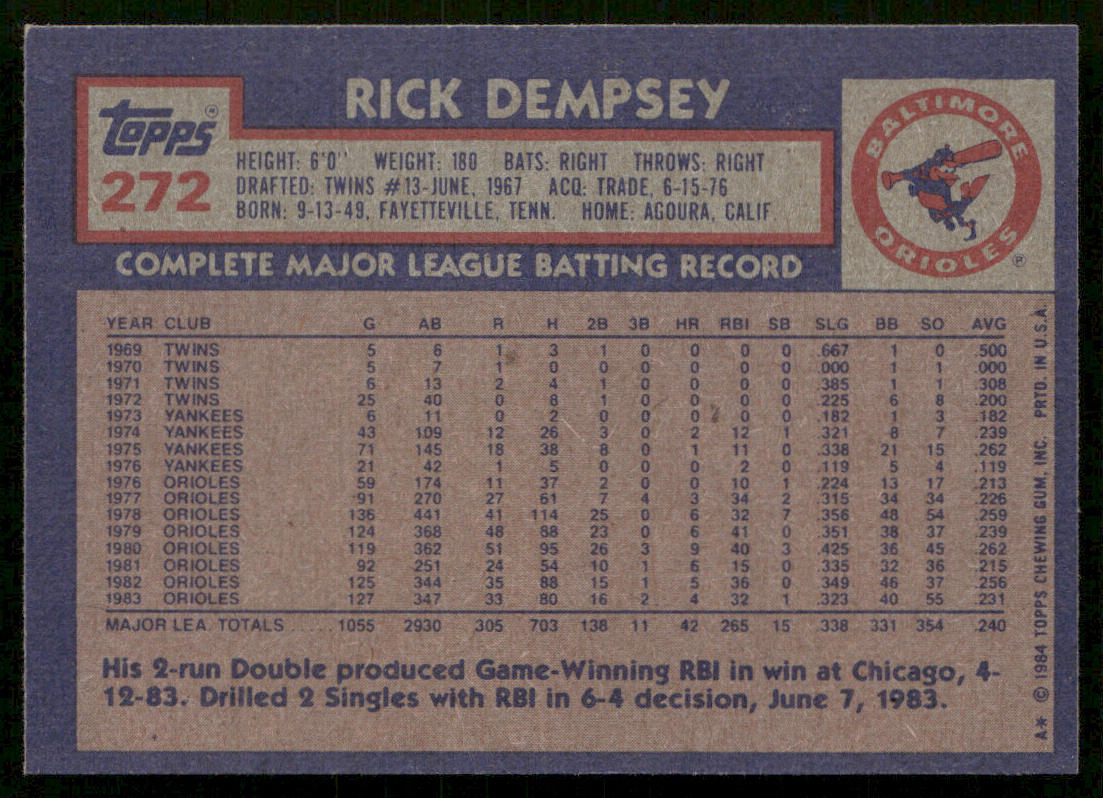 RICK DEMPSEY
Topps®
272
HEIGHT: 6'0" WEIGHT: 180 BATS: RIGHT THROWS: RIGHT
DRAFTED: TWINS #13-JUNE, 1967 ACQ: TRADE, 6-15-76
BORN: 9-13-49, FAYETTEVILLE, TENN. HOME: AGOURA, CALIF.
BALTIMORE
ORIOLES
®
COMPLETE MAJOR LEAGUE BATTING RECORD
YEAR CLUB G AB R H 2B 3B HR RBI SB SLG BB SO AVG
1969 TWINS 5 6 1 3 1 0 0 0 0 .667 1 0 .500
1970 TWINS 5 7 1 0 0 0 0 0 0 .000 1 1 .000
1971 TWINS 6 13 2 4 1 0 0 0 0 .385 1 1 .308
1972 TWINS 25 40 0 8 1 0 0 0 0 .225 6 8 .200
1973 YANKEES 6 11 0 2 0 0 0 0 0 .182 1 3 .182
1974 YANKEES 43 109 12 26 3 0 2 12 1 .321 8 7 .239
1975 YANKEES 71 145 18 38 8 0 1 11 0 .338 21 15 .262
1976 YANKEES 21 42 1 5 0 0 0 2 0 .119 5 4 .119
1976 ORIOLES 59 174 11 37 2 0 0 10 1 .224 13 17 .213
1977 ORIOLES 91 270 27 61 7 4 3 34 2 .315 34 34 .226
1978 ORIOLES 136 441 41 114 25 0 6 32 7 .356 48 54 .259
1979 ORIOLES 124 368 48 88 23 0 6 41 0 .351 38 37 .239
1980 ORIOLES 119 362 51 95 26 3 9 40 3 .425 36 45 .262
1981 ORIOLES 92 251 24 54 10 1 6 15 0 .335 32 36 .215
1982 ORIOLES 125 344 35 88 15 1 5 36 0 .349 46 37 .256
1983 ORIOLES 127 347 33 80 16 2 4 32 1 .323 40 55 .231
MAJOR LEA. TOTALS .....1055 2930 305 703 138 11 42 265 15 .338 331 354 .240
His 2-run Double produced Game-Winning RBI in win at Chicago, 4-
12-83. Drilled 2 Singles with RBI in 6-4 decision, June 7, 1983.
A* © 1984 TOPPS CHEWING GUM, INC. PRTD. IN U.S.A.